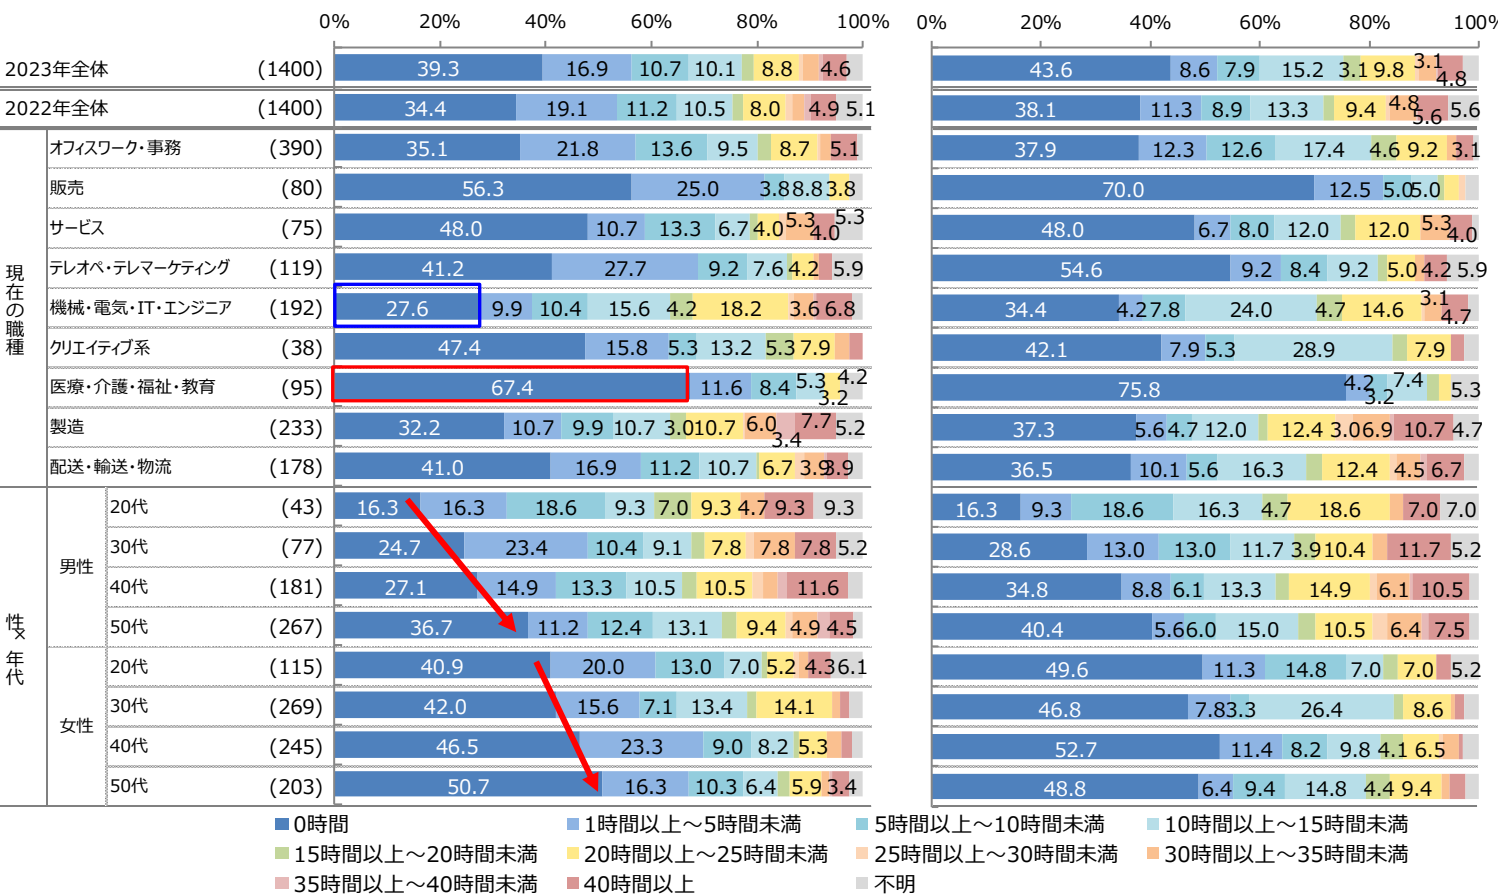 0% 20% 40% 60% 80% 100% 0% 20% 40% 60% 80% 100%
2023年全体 (1400) 39.3 16.9 10.7 10.1 8.8 4.6 43.6 8.6 7.9 15.2 3.1 9.8 3.1 4.8
2022年全体 (1400) 34.4 19.1 11.2 10.5 8.0 4.9 5.1 38.1 11.3 8.9 13.3 9.4 4.8 5.6 5.6
現在の職種
オフィスワーク・事務 (390) 35.1 21.8 13.6 9.5 8.7 5.1 37.9 12.3 12.6 17.4 4.6 9.2 3.1
販売 (80) 56.3 25.0 3.8 8.8 3.8 70.0 12.5 5.0 5.0
サービス (75) 48.0 10.7 13.3 6.7 4.0 5.3 4.0 5.3 48.0 6.7 8.0 12.0 12.0 5.3 4.0
テレオペ・テレマーケティング (119) 41.2 27.7 9.2 7.6 4.2 5.9 54.6 9.2 8.4 9.2 5.0 4.2 5.9
機械・電気・IT・エンジニア (192) 27.6 9.9 10.4 15.6 4.2 18.2 3.6 6.8 34.4 4.2 7.8 24.0 4.7 14.6 3.1 4.7
クリエイティブ系 (38) 47.4 15.8 5.3 13.2 5.3 7.9 42.1 7.9 5.3 28.9 7.9
医療・介護・福祉・教育 (95) 67.4 11.6 8.4 5.3 3.2 4.2 75.8 4.2 3.2 7.4 5.3
製造 (233) 32.2 10.7 9.9 10.7 3.0 10.7 6.0 3.4 7.7 5.2 37.3 5.6 4.7 12.0 12.4 3.0 6.9 10.7 4.7
配送・輸送・物流 (178) 41.0 16.9 11.2 10.7 6.7 3.9 3.9 36.5 10.1 5.6 16.3 12.4 4.5 6.7
性×年代
男性
20代 (43) 16.3 16.3 18.6 9.3 7.0 9.3 4.7 9.3 9.3 16.3 9.3 18.6 16.3 4.7 18.6 7.0 7.0
30代 (77) 24.7 23.4 10.4 9.1 7.8 7.8 7.8 5.2 28.6 13.0 13.0 11.7 3.9 10.4 11.7 5.2
40代 (181) 27.1 14.9 13.3 10.5 10.5 11.6 34.8 8.8 6.1 13.3 14.9 6.1 10.5
50代 (267) 36.7 11.2 12.4 13.1 9.4 4.9 4.5 40.4 5.6 6.0 15.0 10.5 6.4 7.5
女性
20代 (115) 40.9 20.0 13.0 7.0 5.2 4.3 6.1 49.6 11.3 14.8 7.0 7.0 5.2
30代 (269) 42.0 15.6 7.1 13.4 14.1 46.8 7.8 3.3 26.4 8.6
40代 (245) 46.5 23.3 9.0 8.2 5.3 52.7 11.4 8.2 9.8 4.1 6.5
50代 (203) 50.7 16.3 10.3 6.4 5.9 3.4 48.8 6.4 9.4 14.8 4.4 9.4
0時間 1時間以上～5時間未満 5時間以上～10時間未満 10時間以上～15時間未満
15時間以上～20時間未満 20時間以上～25時間未満 25時間以上～30時間未満 30時間以上～35時間未満
35時間以上～40時間未満 40時間以上 不明